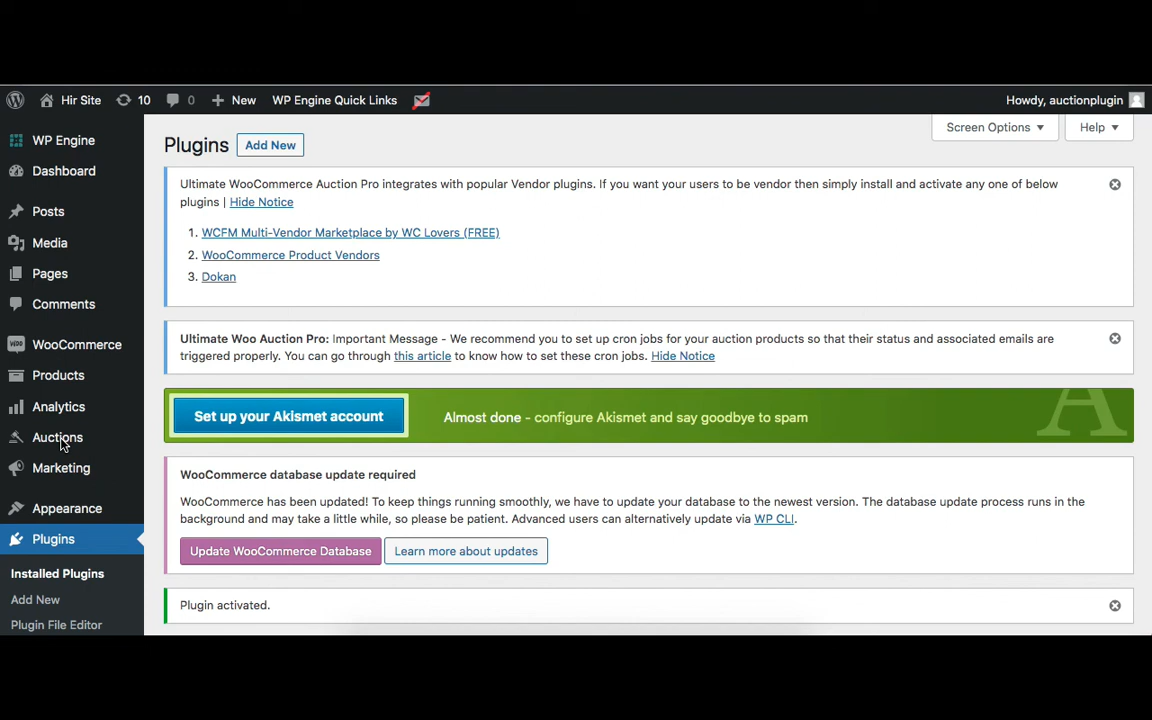 Hir Site 10 0 New WP Engine Quick Links Howdy, auctionplugin
WP Engine
Dashboard
Posts
Media
Pages
Comments
WooCommerce
Products
Analytics
Auctions
Marketing
Appearance
Plugins
Installed Plugins
Add New
Plugin File Editor
Screen Options Help
Plugins Add New
Ultimate WooCommerce Auction Pro integrates with popular Vendor plugins. If you want your users to be vendor then simply install and activate any one of below
plugins | Hide Notice
1. WCFM Multi-Vendor Marketplace by WC Lovers (FREE)
2. WooCommerce Product Vendors
3. Dokan
Ultimate Woo Auction Pro: Important Message - We recommend you to set up cron jobs for your auction products so that their status and associated emails are
triggered properly. You can go through this article to know how to set these cron jobs. Hide Notice
Set up your Akismet account Almost done - configure Akismet and say goodbye to spam
A
WooCommerce database update required
WooCommerce has been updated! To keep things running smoothly, we have to update your database to the newest version. The database update process runs in the
background and may take a little while, so please be patient. Advanced users can alternatively update via WP CLI.
Update WooCommerce Database Learn more about updates
Plugin activated.